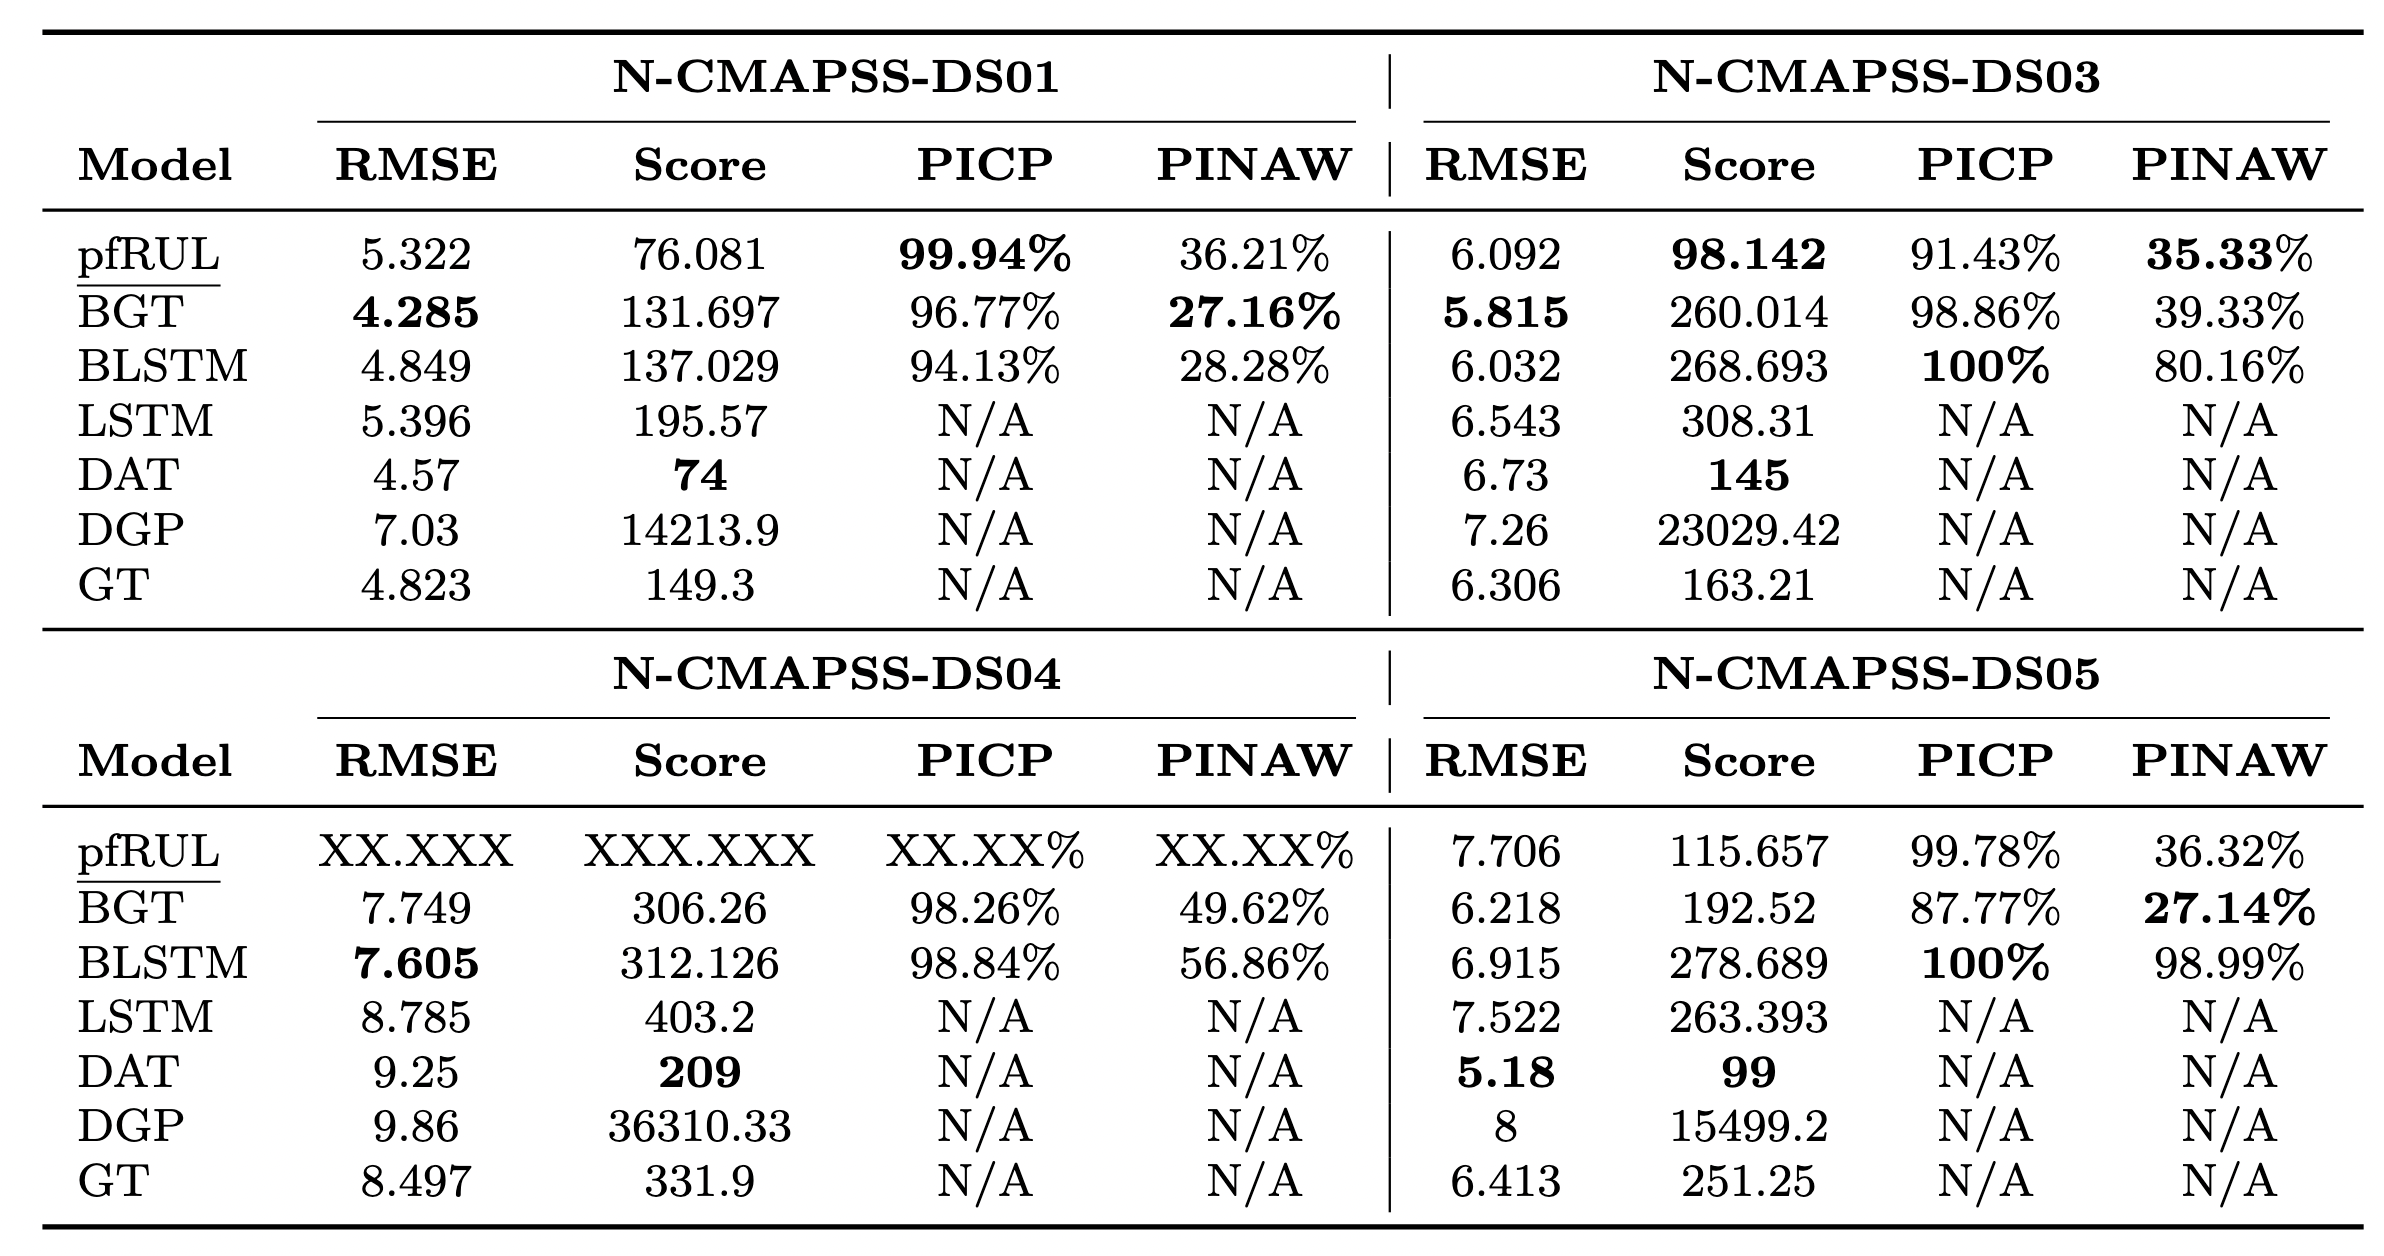 N-CMAPSS-DS01 N-CMAPSS-DS03
Model RMSE Score PICP PINAW RMSE Score PICP PINAW
pfRUL 5.322 76.081 99.94% 36.21% 6.092 98.142 91.43% 35.33%
BGT 4.285 131.697 96.77% 27.16% 5.815 260.014 98.86% 39.33%
BLSTM 4.849 137.029 94.13% 28.28% 6.032 268.693 100% 80.16%
LSTM 5.396 195.57 N/A N/A 6.543 308.31 N/A N/A
DAT 4.57 74 N/A N/A 6.73 145 N/A N/A
DGP 7.03 14213.9 N/A N/A 7.26 23029.42 N/A N/A
GT 4.823 149.3 N/A N/A 6.306 163.21 N/A N/A
N-CMAPSS-DS04 N-CMAPSS-DS05
Model RMSE Score PICP PINAW RMSE Score PICP PINAW
pfRUL XX.XXX XXX.XXX XX.XX% XX.XX% 7.706 115.657 99.78% 36.32%
BGT 7.749 306.26 98.26% 49.62% 6.218 192.52 87.77% 27.14%
BLSTM 7.605 312.126 98.84% 56.86% 6.915 278.689 100% 98.99%
LSTM 8.785 403.2 N/A N/A 7.522 263.393 N/A N/A
DAT 9.25 209 N/A N/A 5.18 99 N/A N/A
DGP 9.86 36310.33 N/A N/A 8 15499.2 N/A N/A
GT 8.497 331.9 N/A N/A 6.413 251.25 N/A N/A